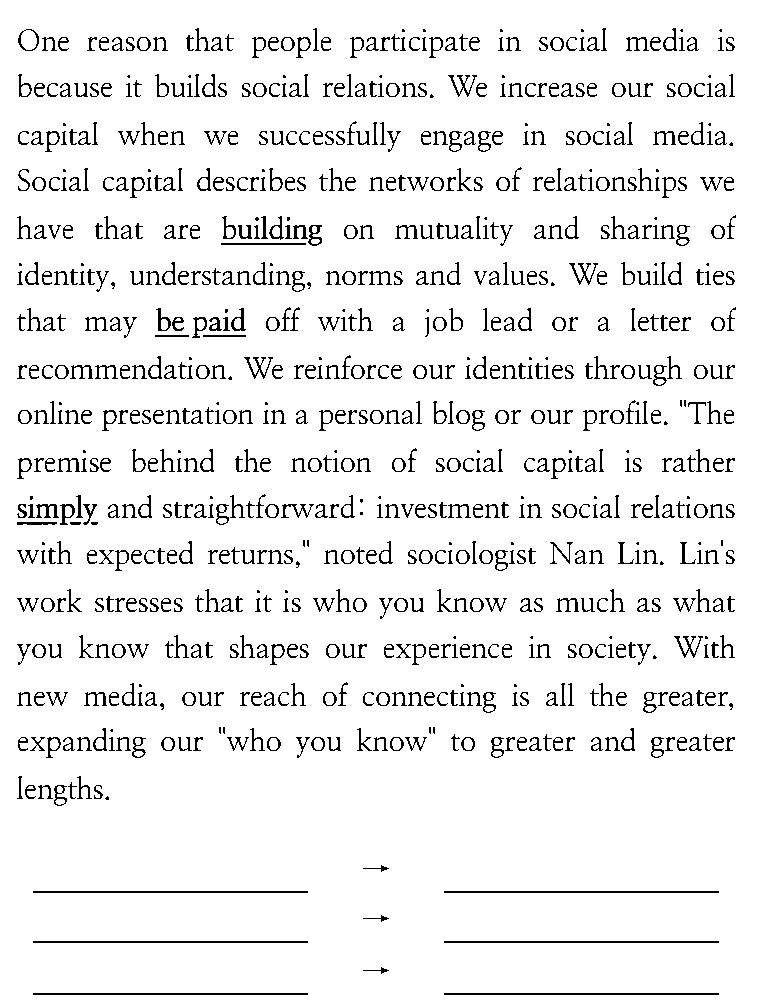 One reason that people participate in social media is
because it builds social relations. We increase our social
capital when we successfully engage in social media.
Social capital describes the networks of relationships we
have that are building on mutuality and sharing of
identity, understanding, norms and values. We build ties
that may be paid off with a job lead or a letter of
recommendation. We reinforce our identities through our
online presentation in a personal blog or our profile. "The
premise behind the notion of social capital is rather
simply and straightforward: investment in social relations
with expected returns," noted sociologist Nan Lin. Lin's
work stresses that it is who you know as much as what
you know that shapes our experience in society. With
new media, our reach of connecting is all the greater,
expanding our "who you know" to greater and greater
lengths.
→
→
→